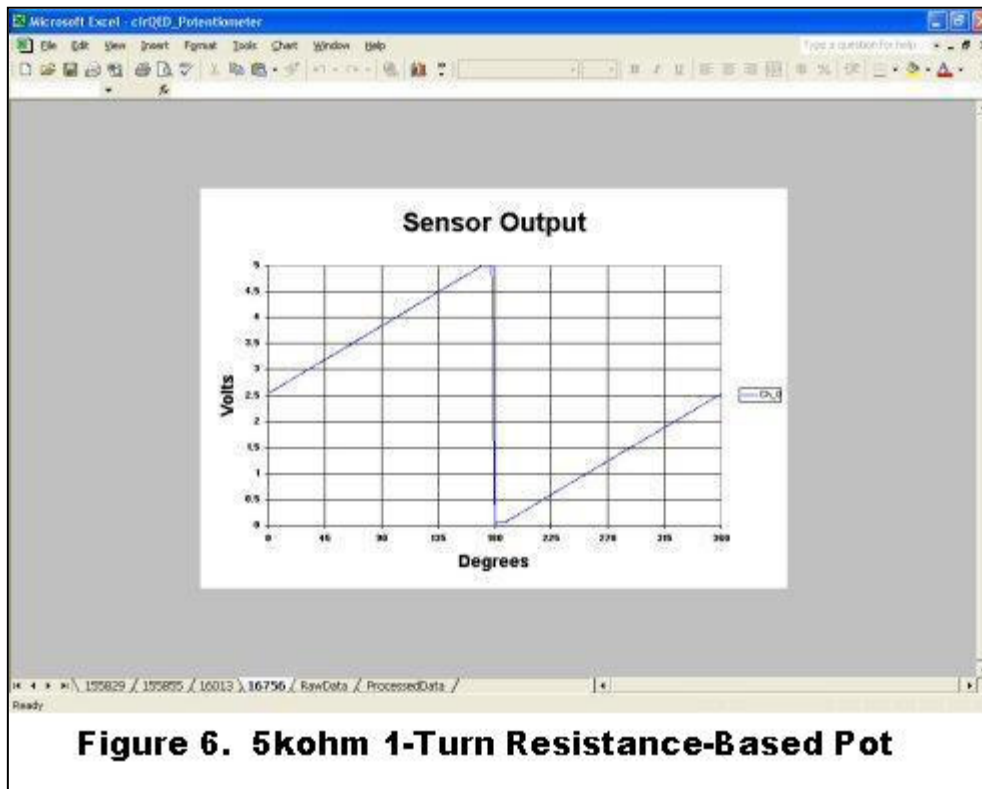 Microsoft Excel - clrQED_Potentiometer
File Edit View Insert Format Tools Chart Window Help
Type a question for help
Sensor Output
Volts
5
4.5
4
3.5
3
2.5
2
1.5
1
0.5
0
0 45 90 135 180 225 270 315 360
Degrees
Ch_0
155829 / 155855 / 16013 \ 16756 / RawData / ProcessedData /
Ready
Figure 6. 5kohm 1-Turn Resistance-Based Pot